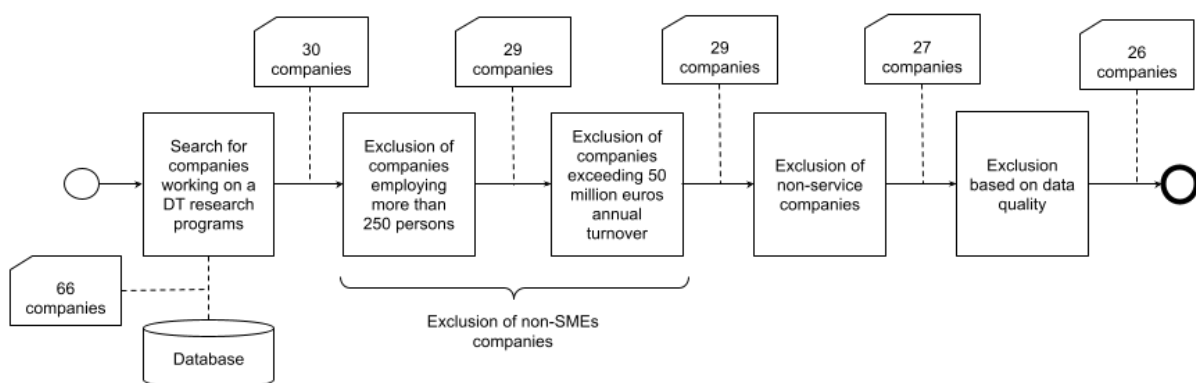 30
companies
29
companies
29
companies
27
companies
26
companies
Search for
companies
working on a
DT research
programs
Exclusion of
companies
employing
more than
250 persons
Exclusion of
companies
exceeding 50
million euros
annual
turnover
Exclusion of
non-service
companies
Exclusion
based on data
quality
66
companies
Database
Exclusion of non-SMEs
companies